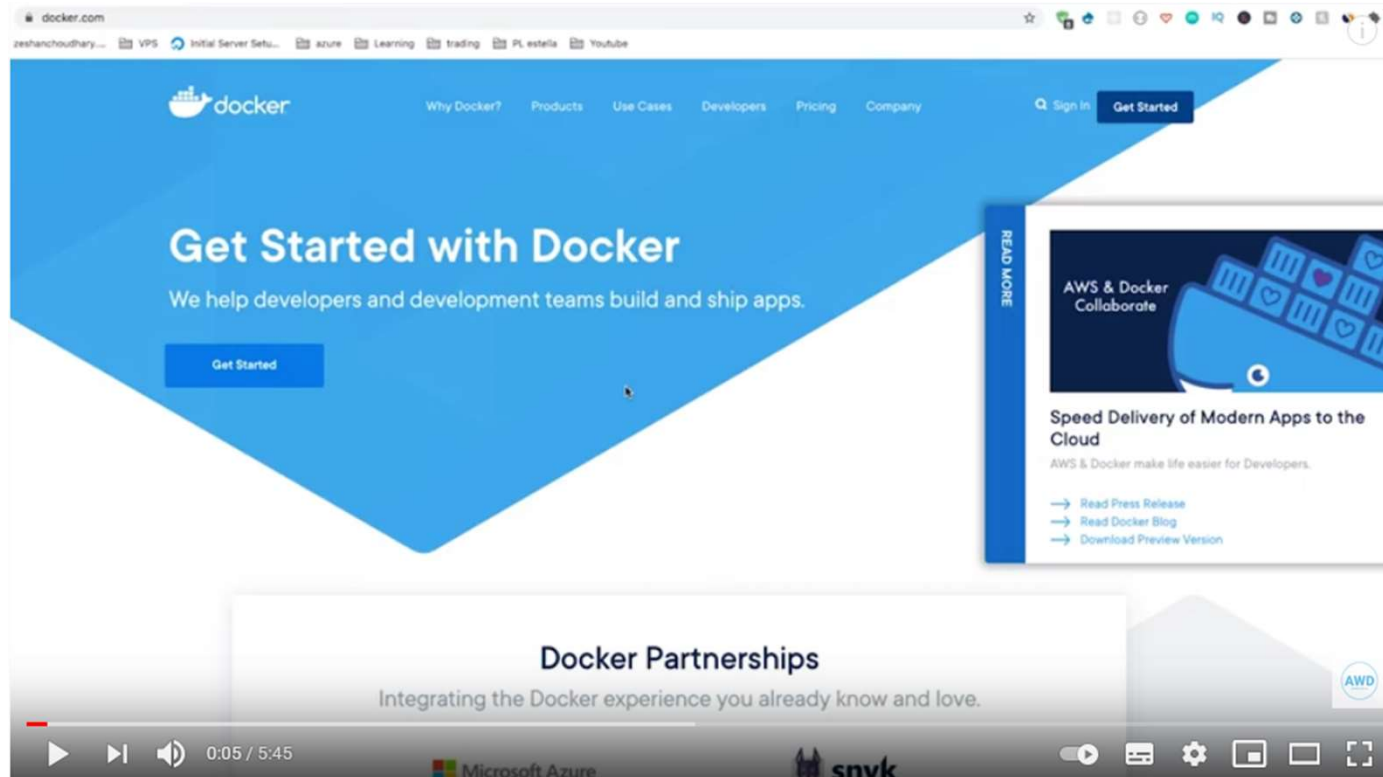 docker.com
zeshanchoudhary.... VPS Initial Server Setu... azure Learning trading PL estella Youtube
docker Why Docker? Products Use Cases Developers Pricing Company Sign In Get Started
Get Started with Docker
We help developers and development teams build and ship apps.
Get Started
READ MORE
AWS & Docker
Collaborate
Speed Delivery of Modern Apps to the
Cloud
AWS & Docker make life easier for Developers.
Read Press Release
Read Docker Blog
Download Preview Version
Docker Partnerships
Integrating the Docker experience you already know and love.
AWD
0:05 / 5:45
Microsoft Azure
snyk